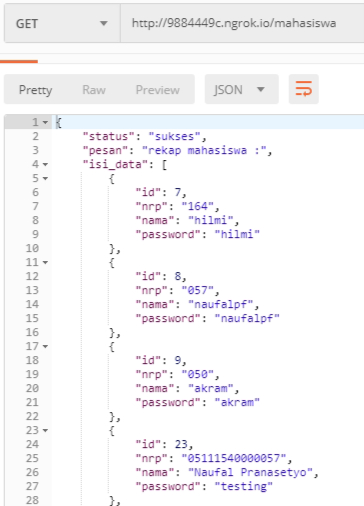 GET http://9884449c.ngrok.io/mahasiswa
Pretty Raw Preview JSON
1 {
2 "status": "sukses",
3 "pesan": "rekap mahasiswa :",
4 "isi_data": [
5 {
6 "id": 7,
7 "nrp": "164",
8 "nama": "hilmi",
9 "password": "hilmi"
10 },
11 {
12 "id": 8,
13 "nrp": "057",
14 "nama": "naufalpf",
15 "password": "naufalpf"
16 },
17 {
18 "id": 9,
19 "nrp": "050",
20 "nama": "akram",
21 "password": "akram"
22 },
23 {
24 "id": 23,
25 "nrp": "05111540000057",
26 "nama": "Naufal Pranasetyo",
27 "password": "testing"
28 },